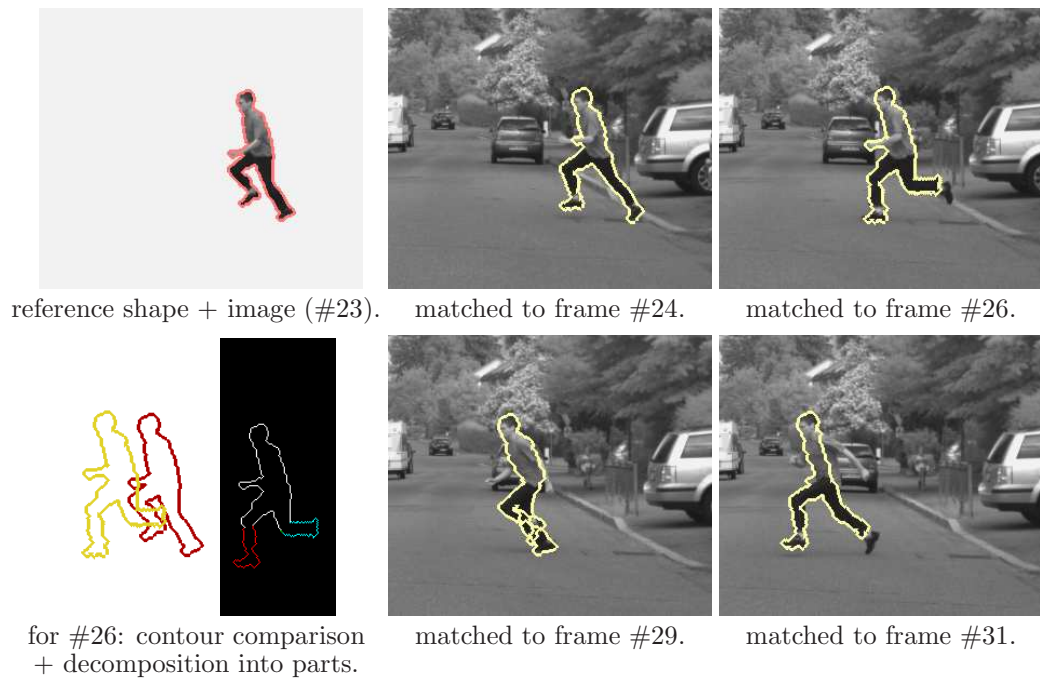 reference shape + image (#23).
matched to frame #24.
matched to frame #26.
for #26: contour comparison
+ decomposition into parts.
matched to frame #29.
matched to frame #31.